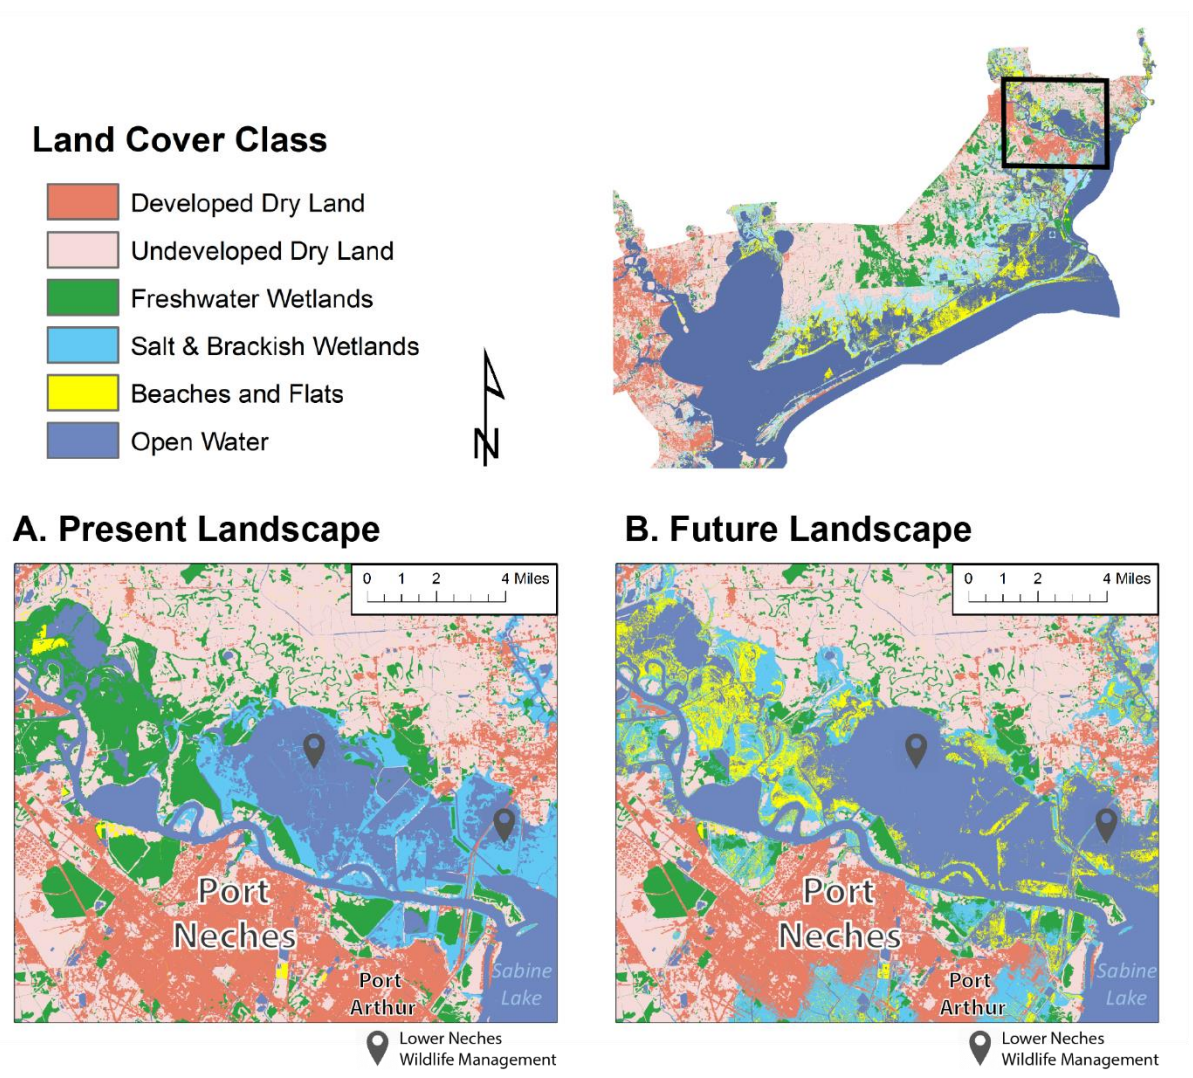 Land Cover Class
Developed Dry Land
Undeveloped Dry Land
Freshwater Wetlands
Salt & Brackish Wetlands
Beaches and Flats
Open Water
N
A. Present Landscape
0 1 2 4 Miles
Port
Neches
Port
Arthur
Sabine
Lake
Lower Neches
Wildlife Management
B. Future Landscape
0 1 2 4 Miles
Port
Neches
Port
Arthur
Sabine
Lake
Lower Neches
Wildlife Management